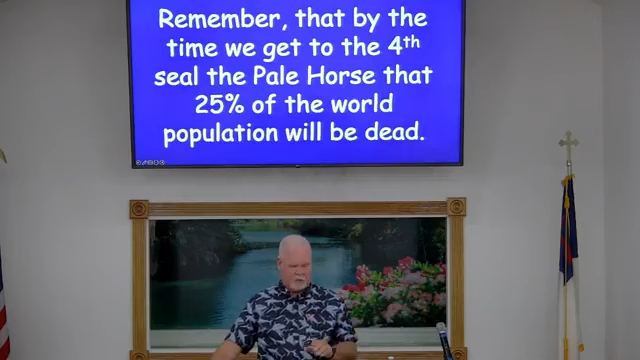 Remember, that by the
time we get to the 4th
seal the Pale Horse that
25% of the world
population will be dead.